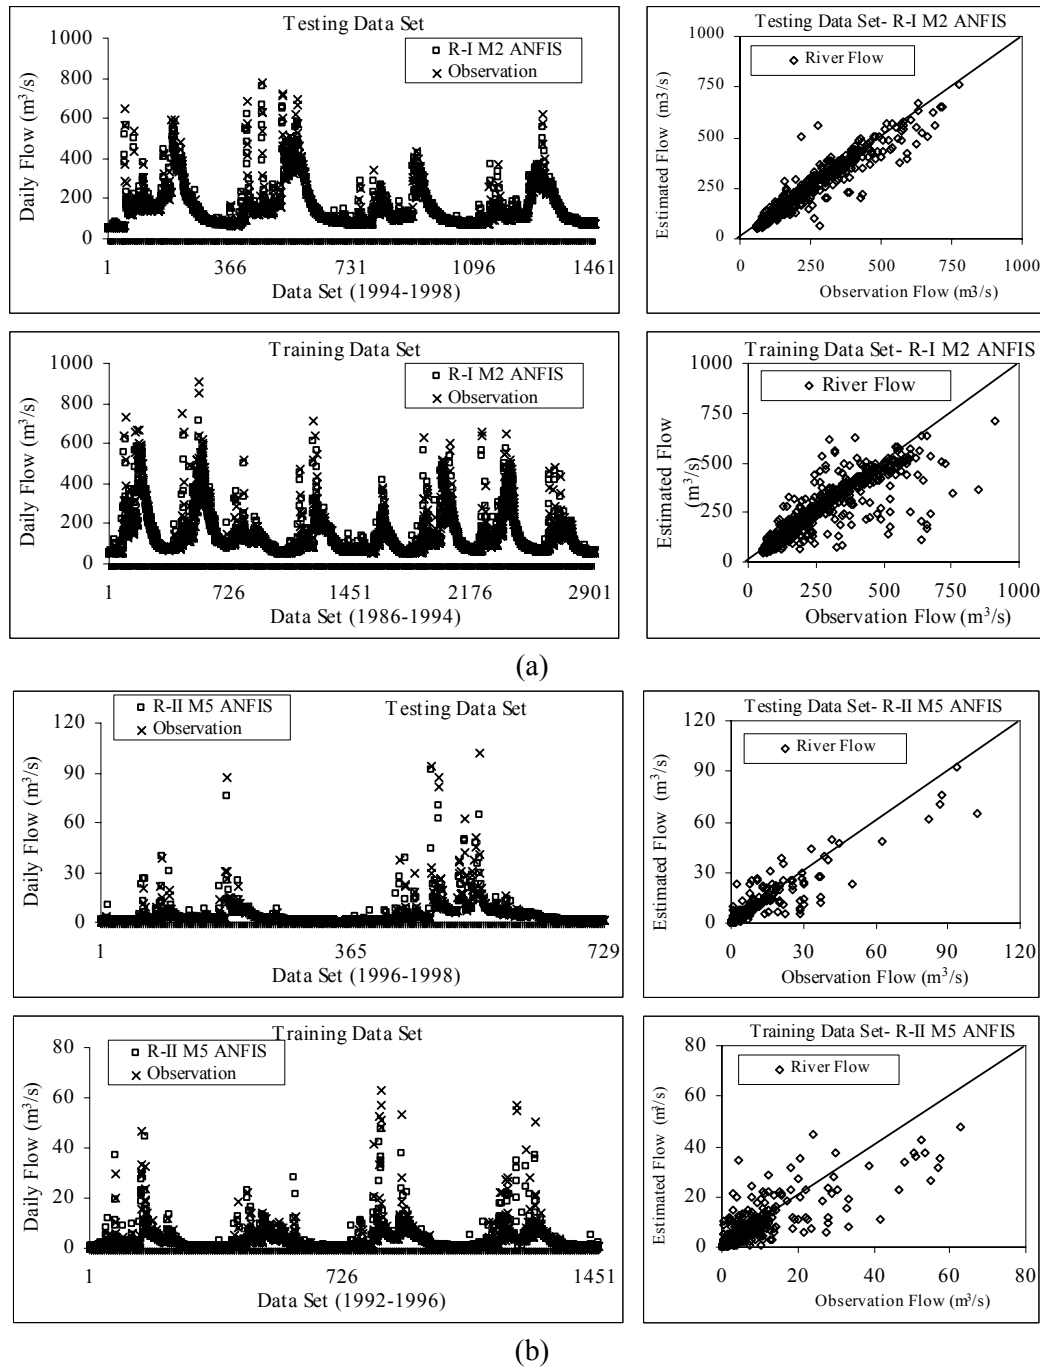 Testing Data Set
R-I M2 ANFIS
Observation
Daily Flow (m³/s)
1000
800
600
400
200
0
1 366 731 1096 1461
Data Set (1994-1998)
Testing Data Set- R-I M2 ANFIS
River Flow
Estimated Flow (m3/s)
1000
750
500
250
0
0 250 500 750 1000
Observation Flow (m3/s)
Training Data Set
R-I M2 ANFIS
Observation
Daily Flow (m³/s)
1000
800
600
400
200
0
1 726 1451 2176 2901
Data Set (1986-1994)
Training Data Set- R-I M2 ANFIS
River Flow
Estimated Flow
(m³/s)
1000
750
500
250
0
0 250 500 750 1000
Observation Flow (m³/s)
(a)
R-II M5 ANFIS
Observation
Testing Data Set
Daily Flow (m³/s)
120
90
60
30
0
1 365 729
Data Set (1996-1998)
Testing Data Set- R-II M5 ANFIS
River Flow
Estimated Flow (m³/s)
120
90
60
30
0
0 30 60 90 120
Observation Flow (m³/s)
Training Data Set
R-II M5 ANFIS
Observation
Daily Flow (m³/s)
80
60
40
20
0
1 726 1451
Data Set (1992-1996)
Training Data Set- R-II M5 ANFIS
River Flow
Estimated Flow (m³/s)
80
60
40
20
0
0 20 40 60 80
Observation Flow (m³/s)
(b)